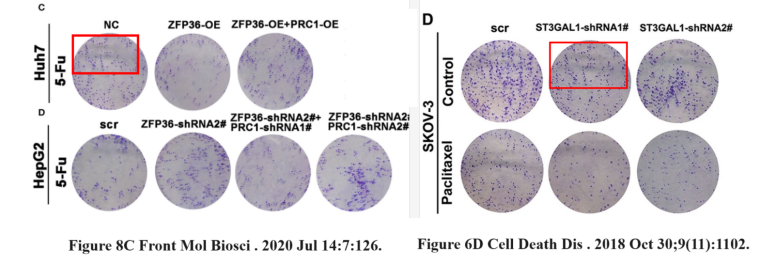 C
NC ZFP36-OE ZFP36-OE+PRC1-OE
Huh7
5-Fu
D
scr ZFP36-shRNA2# ZFP36-shRNA2#+ PRC1-shRNA1# ZFP36-shRNA2 PRC1-shRNA2#
HepG2
5-Fu
Figure 8C Front Mol Biosci . 2020 Jul 14:7:126.
D
scr ST3GAL1-shRNA1# ST3GAL1-shRNA2#
SKOV-3
Control
Paclitaxel
Figure 6D Cell Death Dis . 2018 Oct 30;9(11):1102.